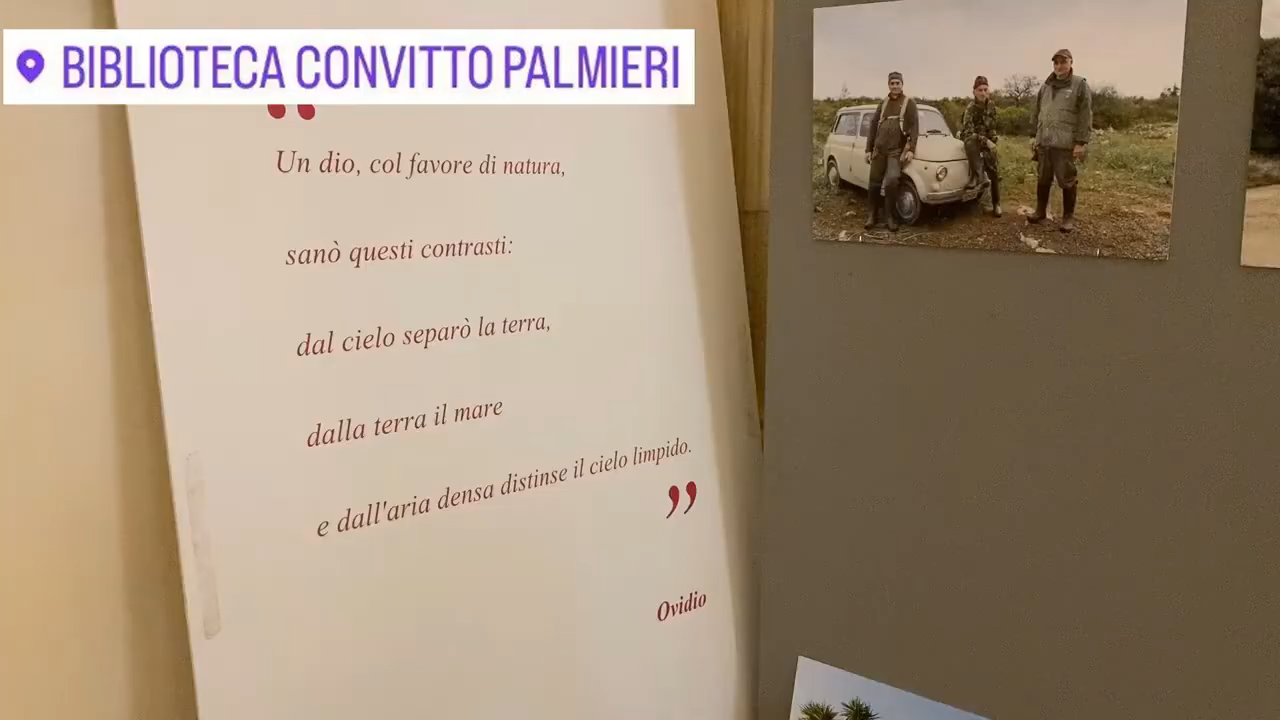 BIBLIOTECA CONVITTO PALMIERI
"
Un dio, col favore di natura,
sanò questi contrasti:
dal cielo separò la terra,
dalla terra il mare
e dall'aria densa distinse il cielo limpido.
”
Ovidio